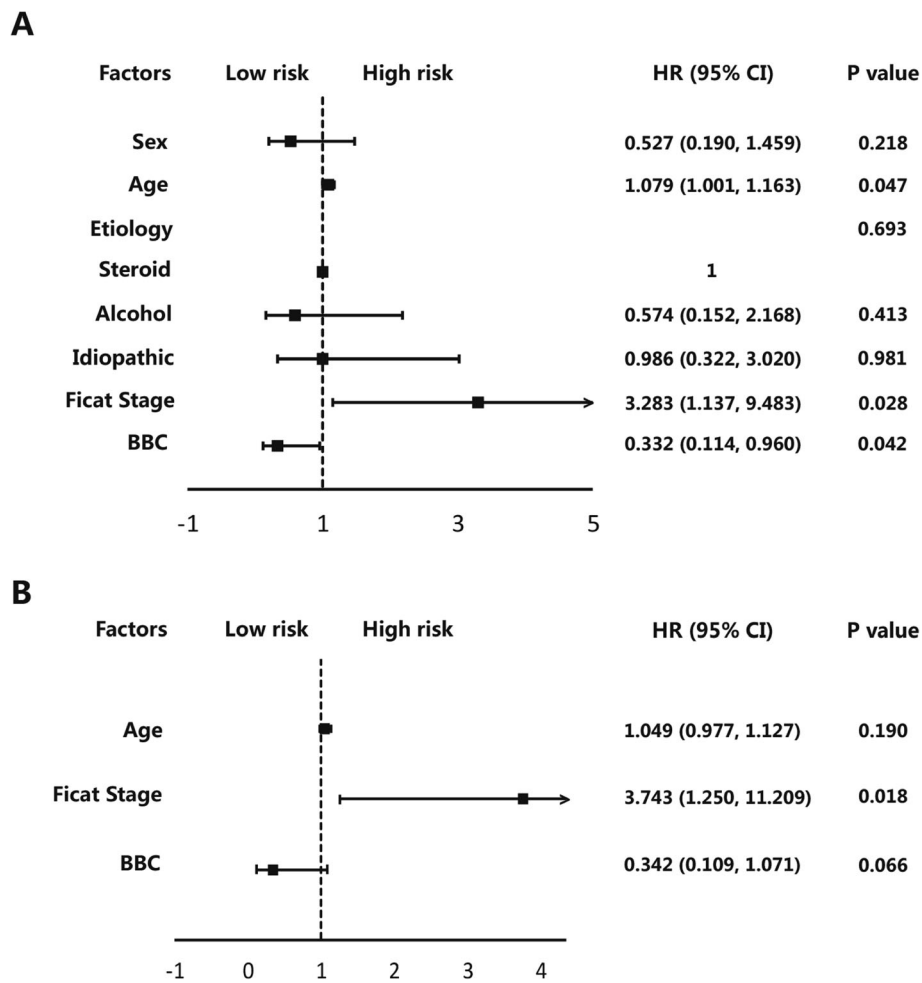 A
Factors Low risk High risk HR (95% CI) P value
Sex 0.527 (0.190, 1.459) 0.218
Age 1.079 (1.001, 1.163) 0.047
Etiology 0.693
Steroid 1
Alcohol 0.574 (0.152, 2.168) 0.413
Idiopathic 0.986 (0.322, 3.020) 0.981
Ficat Stage 3.283 (1.137, 9.483) 0.028
BBC 0.332 (0.114, 0.960) 0.042
-1 1 3 5
B
Factors Low risk High risk HR (95% CI) P value
Age 1.049 (0.977, 1.127) 0.190
Ficat Stage 3.743 (1.250, 11.209) 0.018
BBC 0.342 (0.109, 1.071) 0.066
-1 0 1 2 3 4